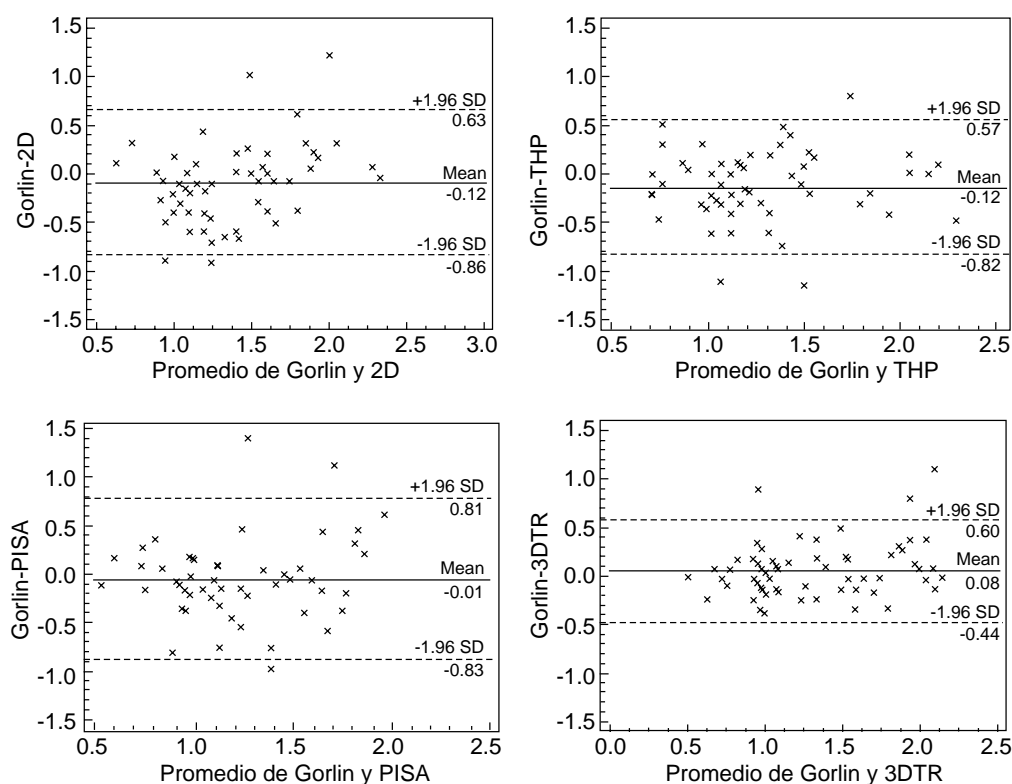 1.5
1.0
0.5
0.0
-0.5
-1.0
-1.5
Gorlin-2D
+1.96 SD
0.63
Mean
-0.12
-1.96 SD
-0.86
0.5 1.0 1.5 2.0 2.5 3.0
Promedio de Gorlin y 2D
1.5
1.0
0.5
0.0
-0.5
-1.0
-1.5
Gorlin-THP
+1.96 SD
0.57
Mean
-0.12
-1.96 SD
-0.82
0.5 1.0 1.5 2.0 2.5
Promedio de Gorlin y THP
1.5
1.0
0.5
0.0
-0.5
-1.0
-1.5
Gorlin-PISA
+1.96 SD
0.81
Mean
-0.01
-1.96 SD
-0.83
0.5 1.0 1.5 2.0 2.5
Promedio de Gorlin y PISA
1.5
1.0
0.5
0.0
-0.5
-1.0
-1.5
Gorlin-3DTR
+1.96 SD
0.60
Mean
0.08
-1.96 SD
-0.44
0.0 0.5 1.0 1.5 2.0 2.5
Promedio de Gorlin y 3DTR